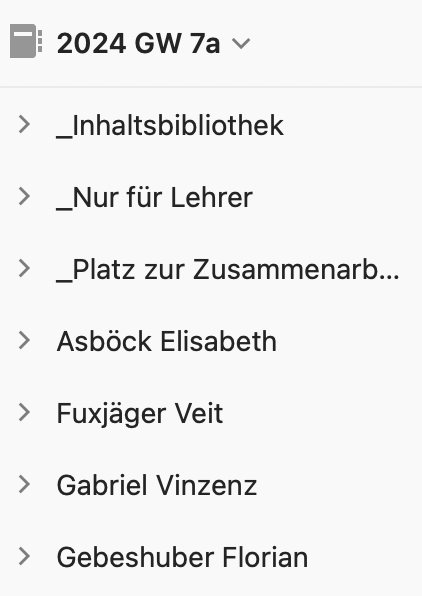 2024 GW 7a
_Inhaltsbibliothek
_Nur für Lehrer
_Platz zur Zusammenarb...
Asböck Elisabeth
Fuxjäger Veit
Gabriel Vinzenz
Gebeshuber Florian